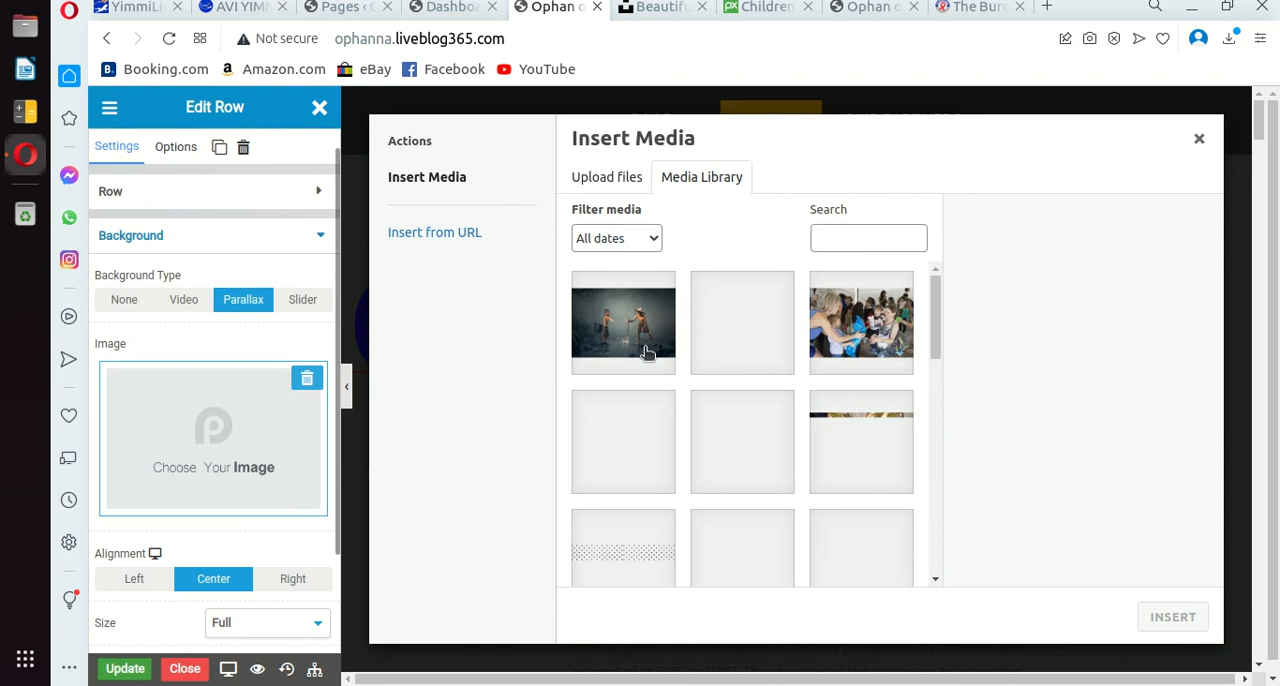 YimmiLi
AVI YIMM
Pages ‹
Dashbo
Ophan o
Beautifu
Children
Ophan o
The Bur
Not secure ophanna.liveblog365.com
Booking.com Amazon.com eBay Facebook YouTube
Edit Row
Settings Options
Row
Background
Background Type
None Video Parallax Slider
Image
Choose Your Image
Alignment
Left Center Right
Size Full
Update Close
Actions
Insert Media
Insert from URL
Insert Media
Upload files Media Library
Filter media Search
All dates
INSERT